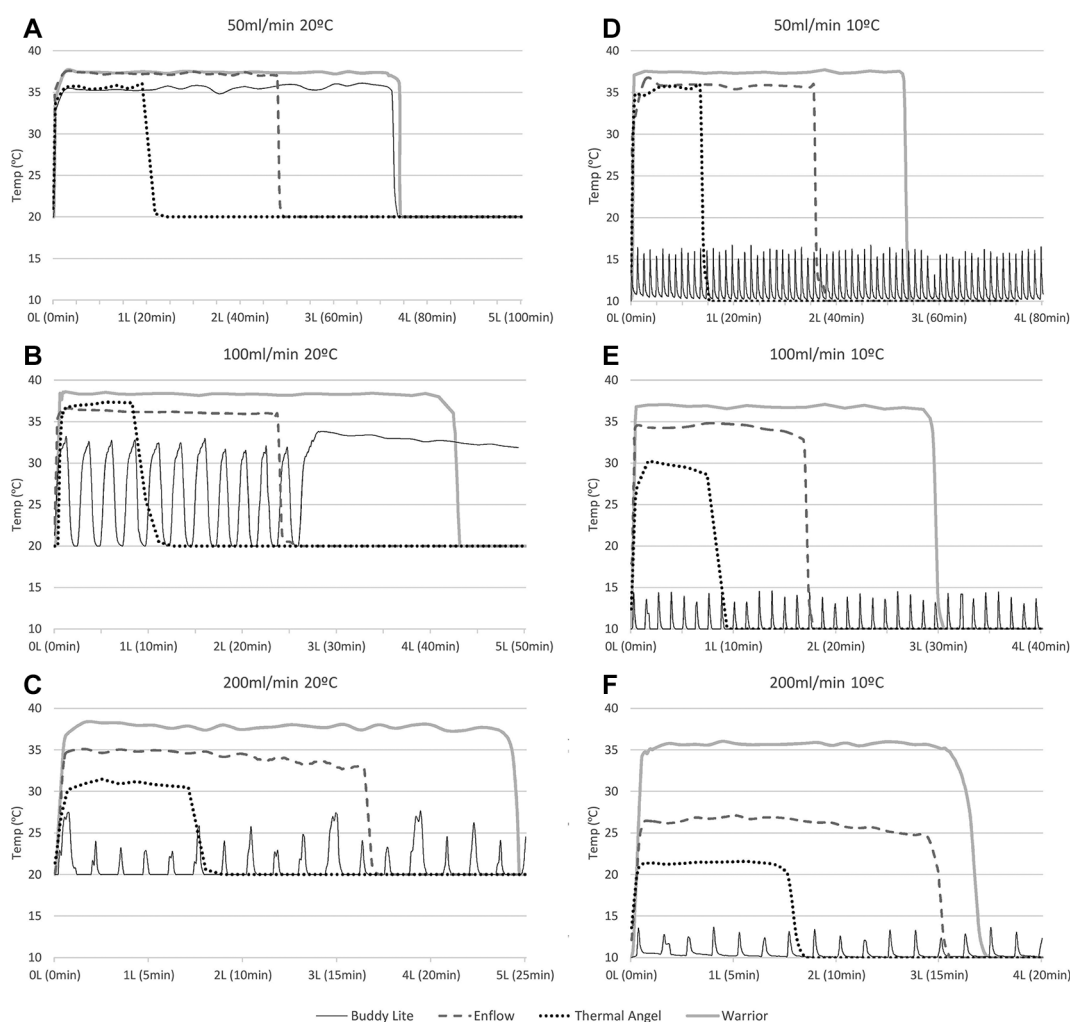 A
50ml/min 20ºC
Temp (ºC)
40
35
30
25
20
15
10
0L (0min) 1L (20min) 2L (40min) 3L (60min) 4L (80min) 5L (100min)
D
50ml/min 10ºC
Temp (ºC)
40
35
30
25
20
15
10
0L (0min) 1L (20min) 2L (40min) 3L (60min) 4L (80min)
B
100ml/min 20ºC
Temp (ºC)
40
35
30
25
20
15
10
0L (0min) 1L (10min) 2L (20min) 3L (30min) 4L (40min) 5L (50min)
E
100ml/min 10ºC
Temp (ºC)
40
35
30
25
20
15
10
0L (0min) 1L (10min) 2L (20min) 3L (30min) 4L (40min)
C
200ml/min 20ºC
Temp (ºC)
40
35
30
25
20
15
10
0L (0min) 1L (5min) 2L (10min) 3L (15min) 4L (20min) 5L (25min)
F
200ml/min 10ºC
Temp (ºC)
40
35
30
25
20
15
10
0L (0min) 1L (5min) 2L (10min) 3L (15min) 4L (20min)
Buddy Lite Enflow Thermal Angel Warrior